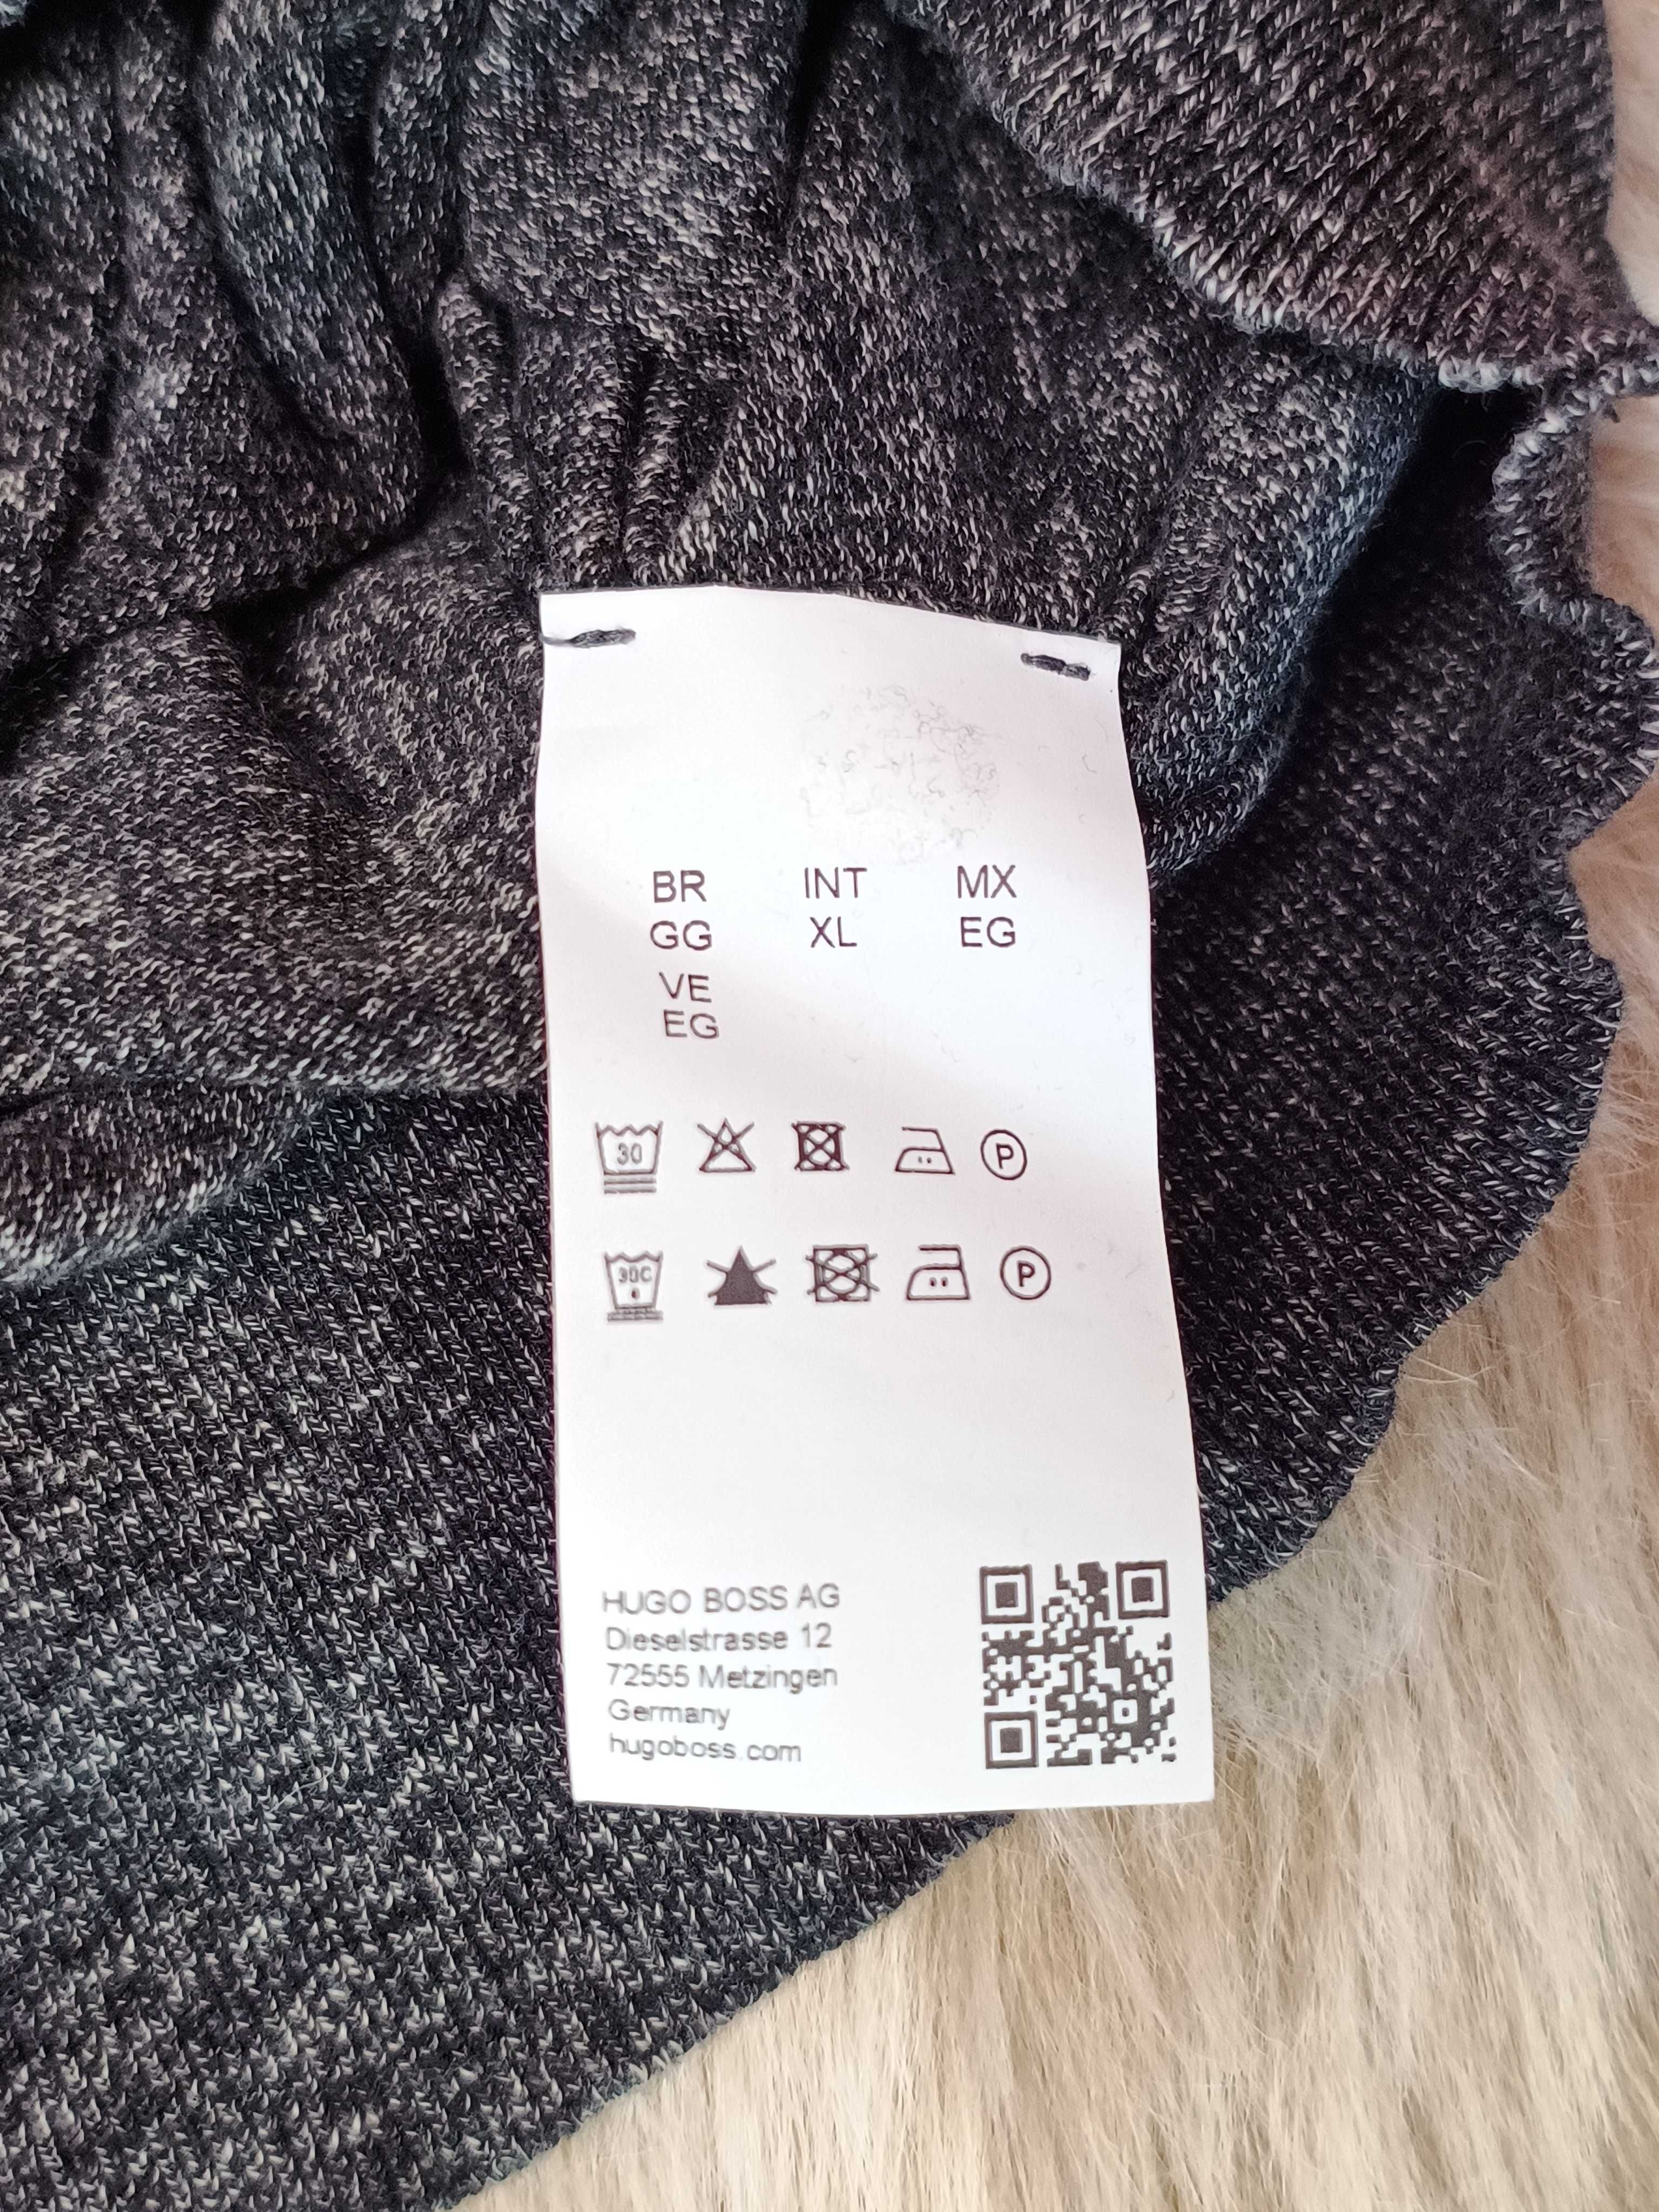 BR INT MX
GG XL EG
VE
EG
30 P
30C P
HUGO BOSS AG
Dieselstrasse 12
72555 Metzingen
Germany
hugoboss.com